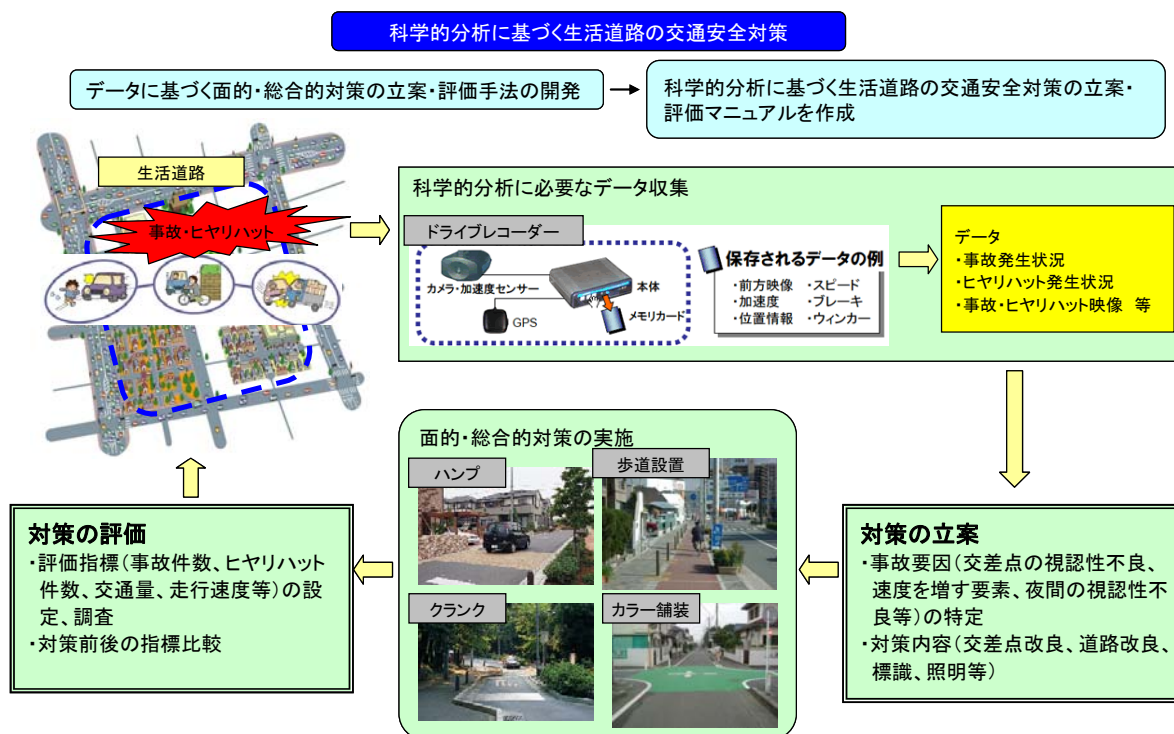 科学的分析に基づく生活道路の交通安全対策
データに基づく面的・総合的対策の立案・評価手法の開発
科学的分析に基づく生活道路の交通安全対策の立案・
評価マニュアルを作成
生活道路
事故・ヒヤリハット
科学的分析に必要なデータ収集
ドライブレコーダー
カメラ・加速度センサー
本体
GPS
メモリカード
保存されるデータの例
・前方映像 ・スピード
・加速度 ・ブレーキ
・位置情報 ・ウィンカー
データ
・事故発生状況
・ヒヤリハット発生状況
・事故・ヒヤリハット映像 等
面的・総合的対策の実施
ハンプ
歩道設置
クランク
カラー舗装
対策の評価
・評価指標(事故件数、ヒヤリハット
件数、交通量、走行速度等)の設
定、調査
・対策前後の指標比較
対策の立案
・事故要因(交差点の視認性不良、
速度を増す要素、夜間の視認性不
良等)の特定
・対策内容(交差点改良、道路改良、
標識、照明等)